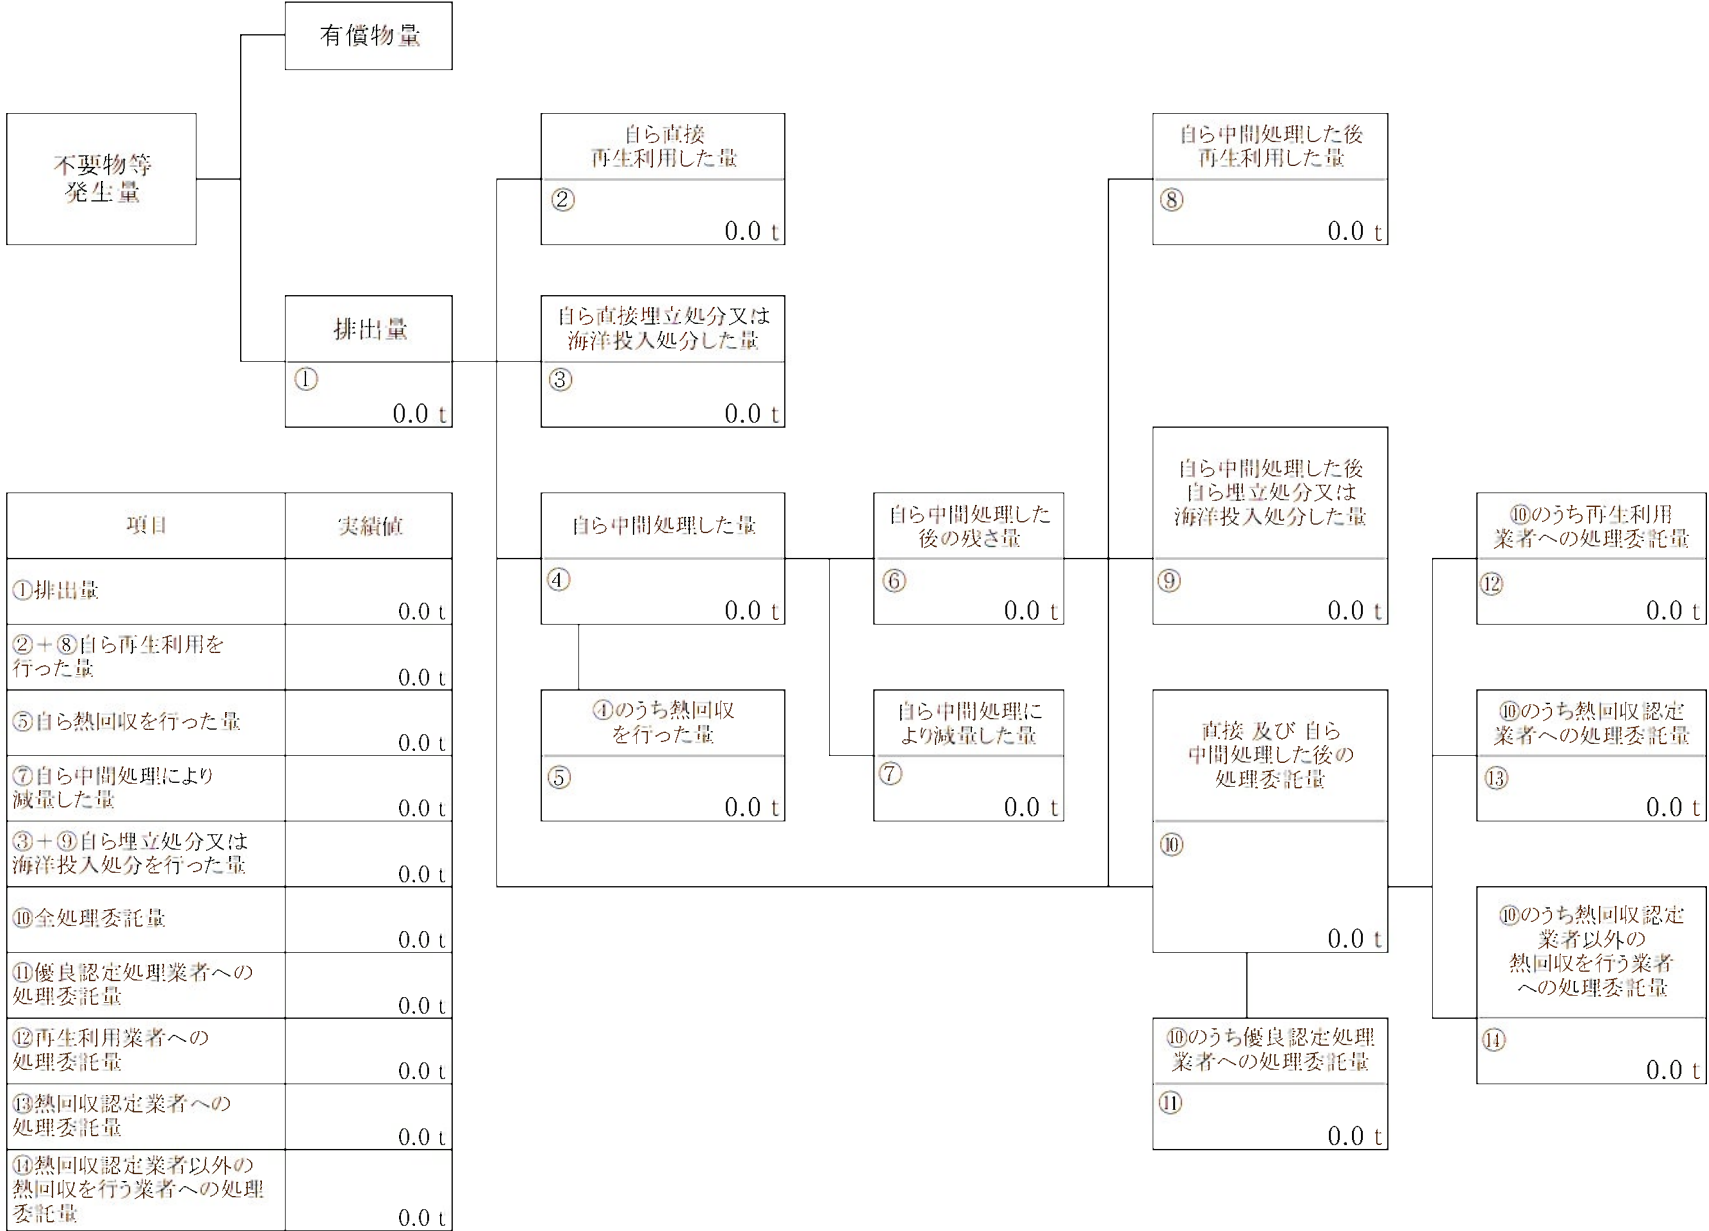 有償物量
不要物等
発生量
自ら直接
再生利用した量
②
0.0 t
自ら中間処理した後
再生利用した量
⑧
0.0 t
排出量
①
0.0 t
自ら直接埋立処分又は
海洋投入処分した量
③
0.0 t
自ら中間処理した量
④
0.0 t
自ら中間処理した
後の残さ量
⑥
0.0 t
自ら中間処理した後
自ら埋立処分又は
海洋投入処分した量
⑨
0.0 t
⑩のうち再生利用
業者への処理委託量
⑫
0.0 t
④のうち熱回収
を行った量
⑤
0.0 t
自ら中間処理に
より減量した量
⑦
0.0 t
直接 及び 自ら
中間処理した後の
処理委託量
⑩
0.0 t
⑩のうち熱回収認定
業者への処理委託量
⑬
0.0 t
⑩のうち熱回収認定
業者以外の
熱回収を行う業者
への処理委託量
⑭
0.0 t
⑩のうち優良認定処理
業者への処理委託量
⑪
0.0 t
項目 実績値
①排出量
0.0 t
②＋⑧自ら再生利用を
行った量
0.0 t
⑤自ら熱回収を行った量
0.0 t
⑦自ら中間処理により
減量した量
0.0 t
③＋⑨自ら埋立処分又は
海洋投入処分を行った量
0.0 t
⑩全処理委託量
0.0 t
⑪優良認定処理業者への
処理委託量
0.0 t
⑫再生利用業者への
処理委託量
0.0 t
⑬熱回収認定業者への
処理委託量
0.0 t
⑭熱回収認定業者以外の
熱回収を行う業者への処理
委託量
0.0 t